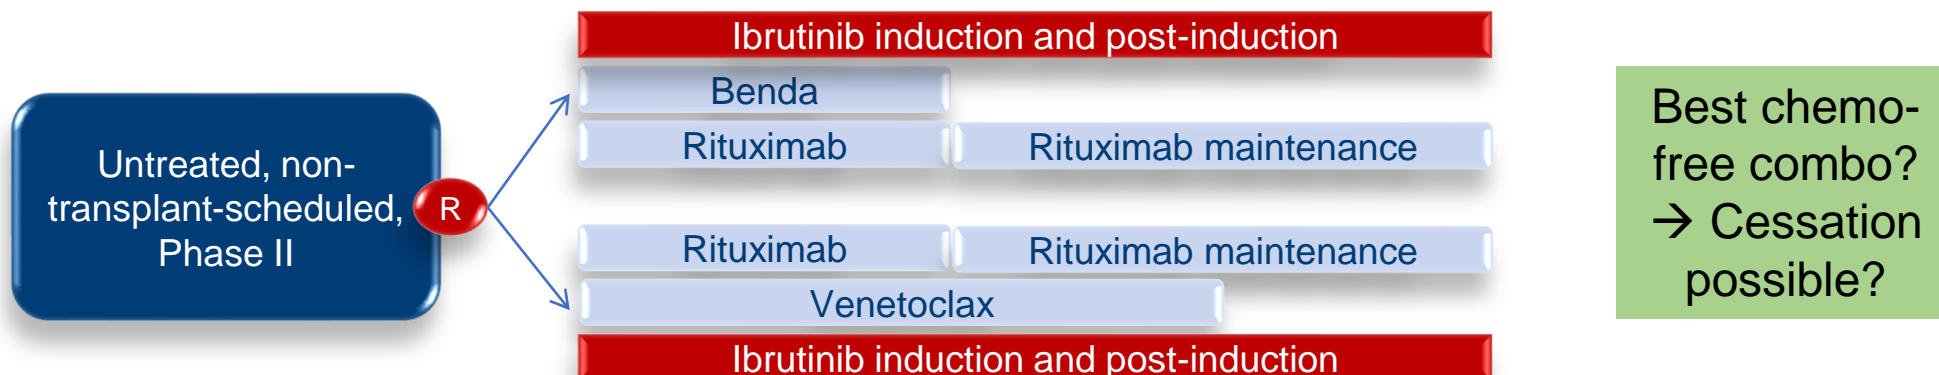 Ibrutinib induction and post-induction
Benda
Rituximab
Rituximab maintenance
Untreated, non-
transplant-scheduled,
Phase II
R
Rituximab
Rituximab maintenance
Venetoclax
Ibrutinib induction and post-induction
Best chemo-
free combo?
→ Cessation
possible?